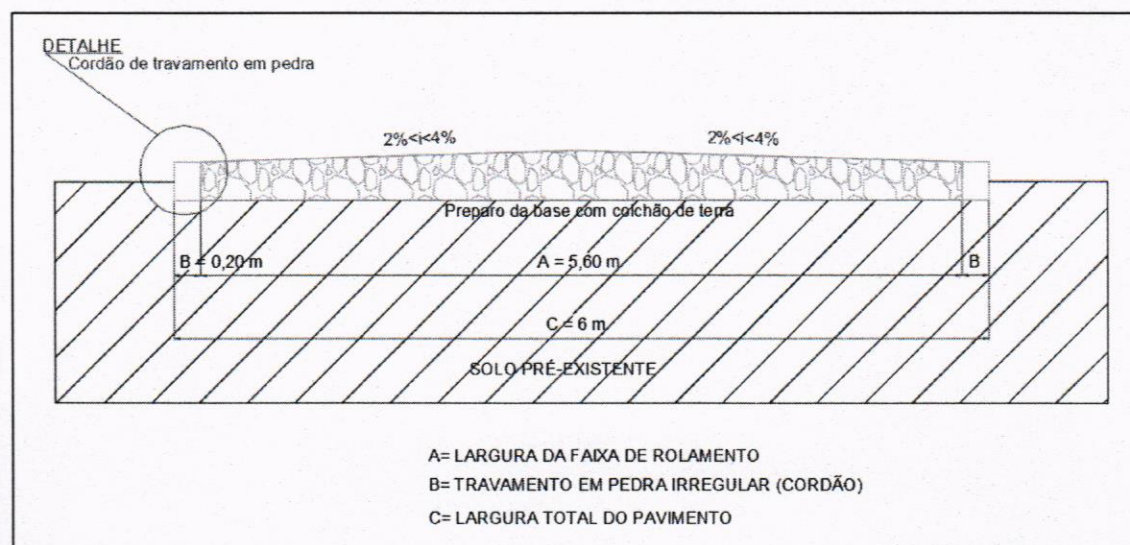 DETALHE
Cordão de travamento em pedra
2%<i<4%
2%<i<4%
Preparo da base com colchão de terra
B = 0,20 m
A = 5,60 m
B
C = 6 m
SOLO PRÉ-EXISTENTE
A= LARGURA DA FAIXA DE ROLAMENTO
B= TRAVAMENTO EM PEDRA IRREGULAR (CORDÃO)
C= LARGURA TOTAL DO PAVIMENTO